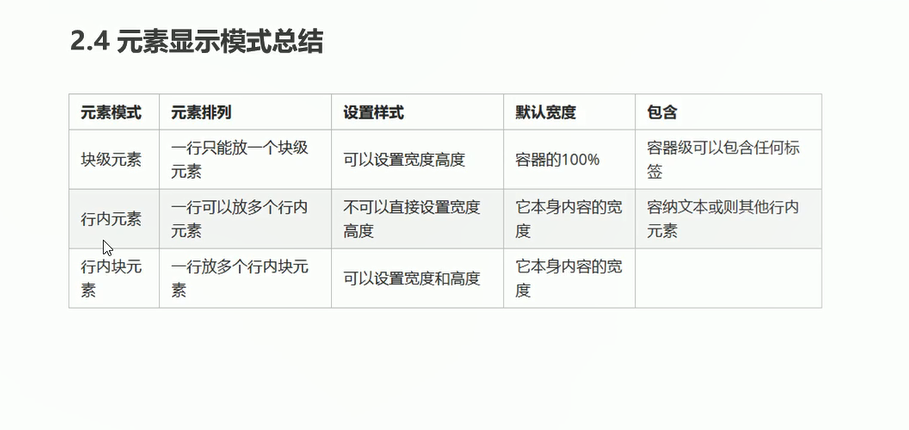 2.4 元素显示模式总结
元素模式 元素排列 设置样式 默认宽度 包含
块级元素 一行只能放一个块级元素 可以设置宽度高度 容器的100% 容器级可以包含任何标签
行内元素 一行可以放多个行内元素 不可以直接设置宽度高度 它本身内容的宽度 容纳文本或则其他行内元素
行内块元素 一行放多个行内块元素 可以设置宽度和高度 它本身内容的宽度